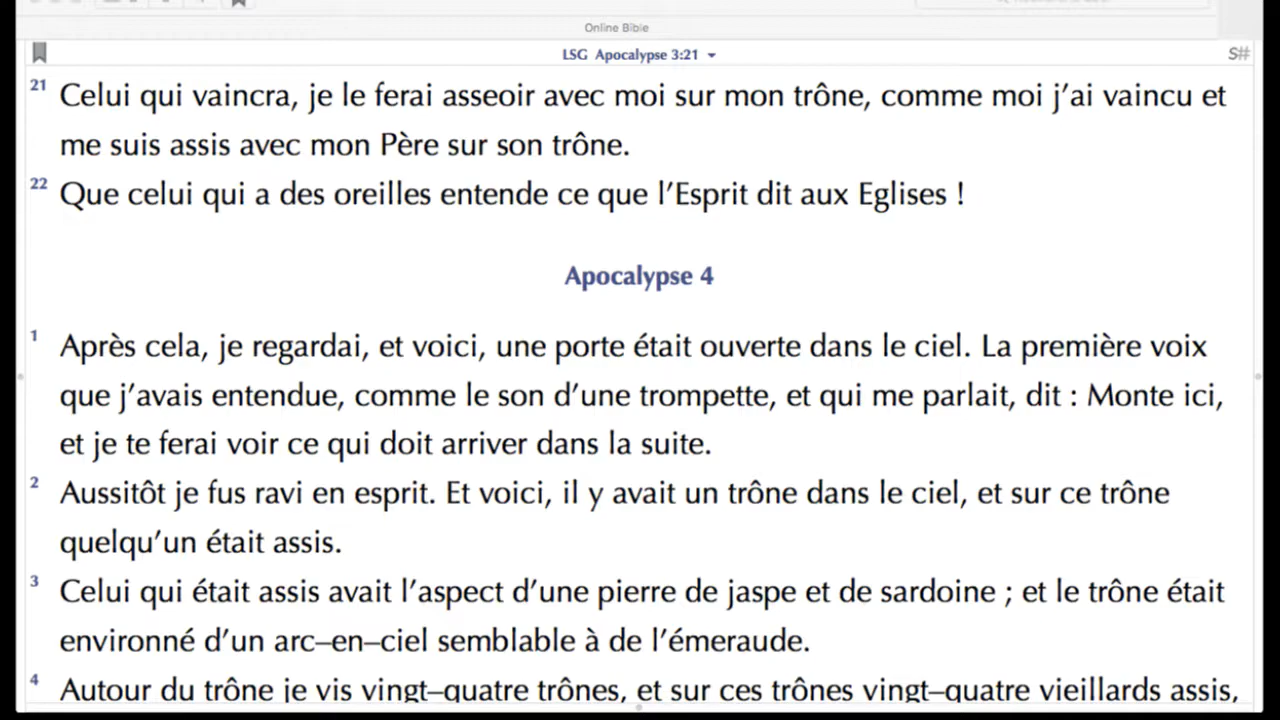 Online Bible
LSG Apocalypse 3:21
S#
21 Celui qui vaincra, je le ferai asseoir avec moi sur mon trône, comme moi j’ai vaincu et
me suis assis avec mon Père sur son trône.
22 Que celui qui a des oreilles entende ce que l’Esprit dit aux Eglises !
Apocalypse 4
1 Après cela, je regardai, et voici, une porte était ouverte dans le ciel. La première voix
que j’avais entendue, comme le son d’une trompette, et qui me parlait, dit : Monte ici,
et je te ferai voir ce qui doit arriver dans la suite.
2 Aussitôt je fus ravi en esprit. Et voici, il y avait un trône dans le ciel, et sur ce trône
quelqu’un était assis.
3 Celui qui était assis avait l’aspect d’une pierre de jaspe et de sardoine ; et le trône était
environné d’un arc–en–ciel semblable à de l’émeraude.
4 Autour du trône je vis vingt–quatre trônes, et sur ces trônes vingt–quatre vieillards assis,